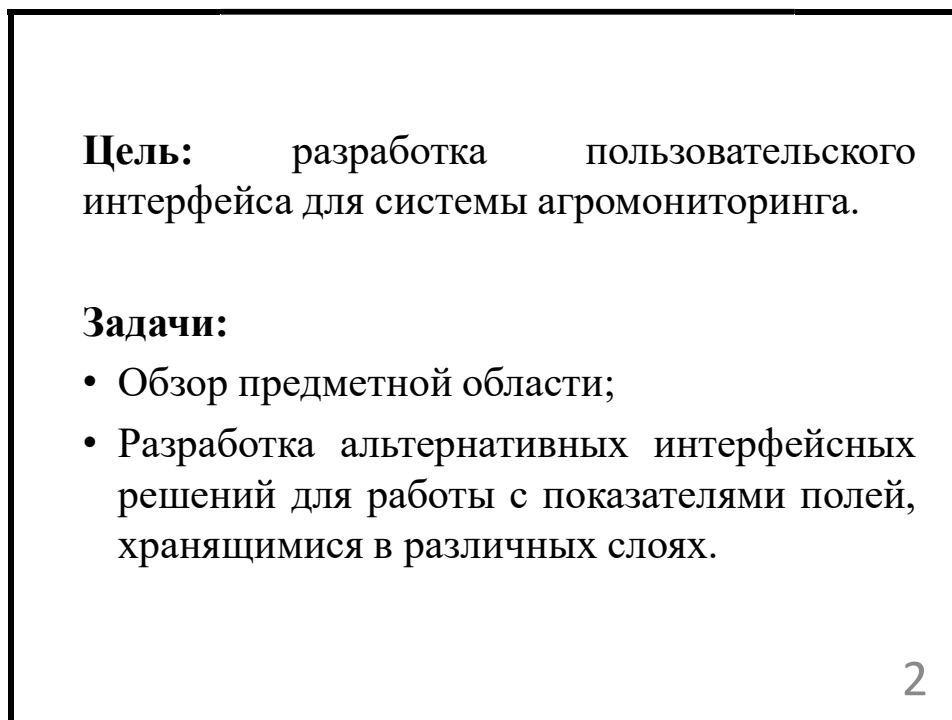 Цель: разработка пользовательского
интерфейса для системы агромониторинга.
Задачи:
• Обзор предметной области;
• Разработка альтернативных интерфейсных
решений для работы с показателями полей,
хранящимися в различных слоях.
2